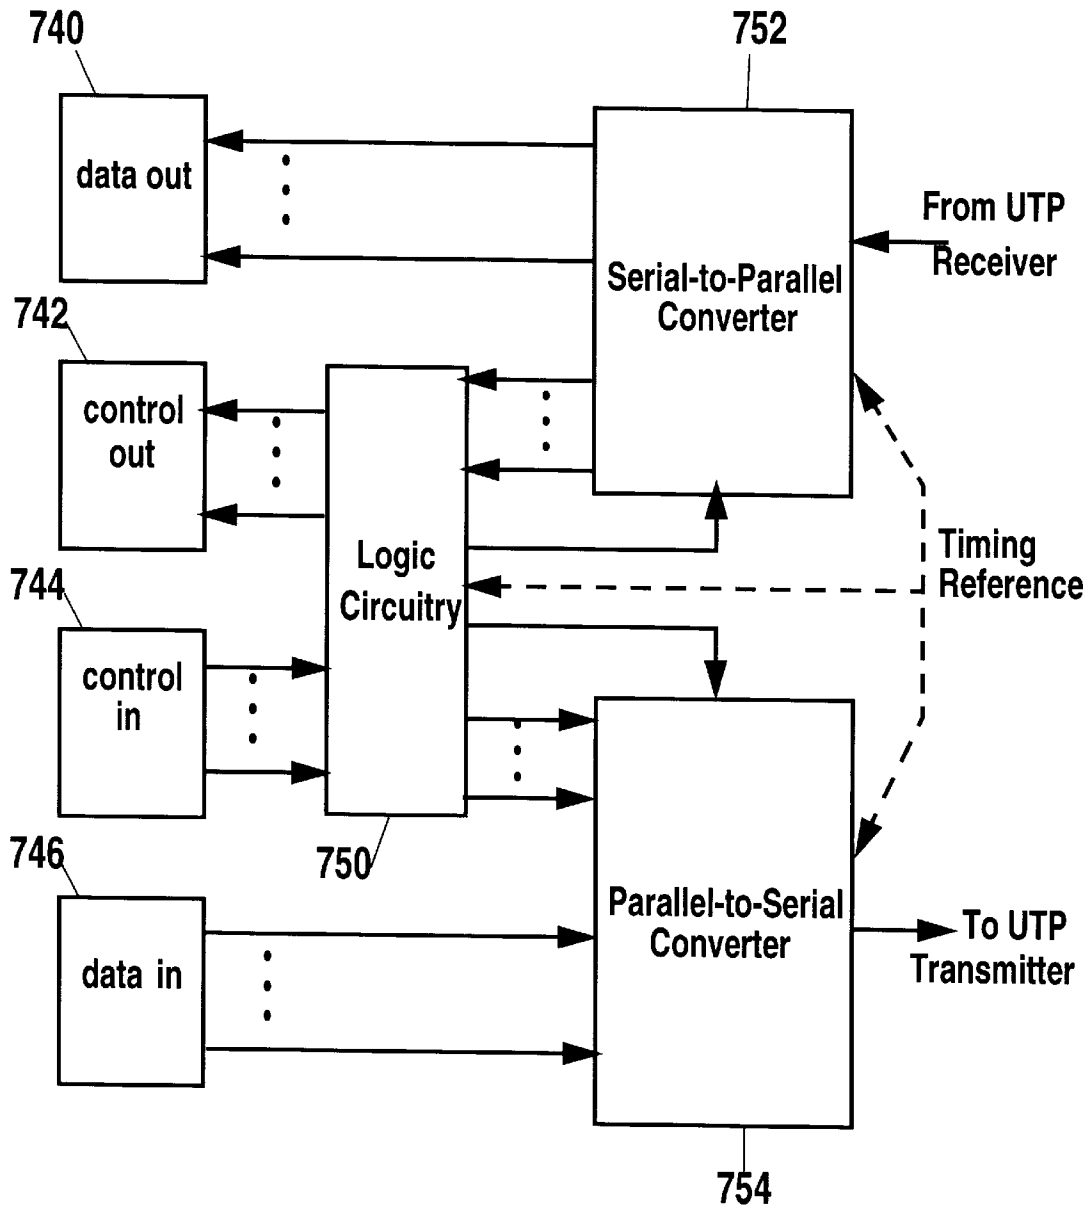 740
752
data out
From UTP
Receiver
Serial-to-Parallel
Converter
742
control
out
Logic
Circuitry
Timing
Reference
744
control
in
746
750
Parallel-to-Serial
Converter
To UTP
Transmitter
data in
754